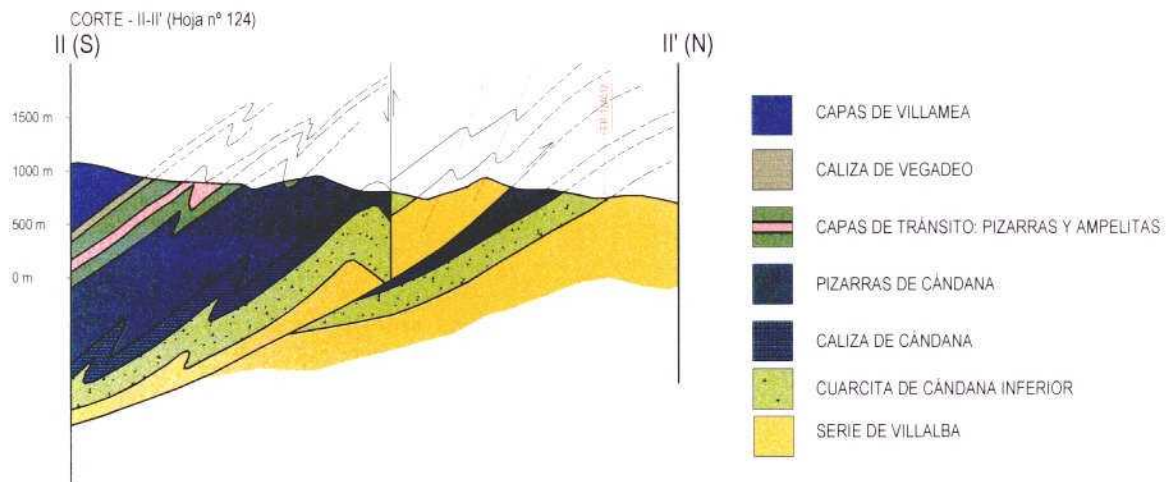 CORTE - II-II' (Hoja nº 124)
II (S)
II' (N)
1500 m
1000 m
500 m
0 m
CAPAS DE VILLAMEA
CALIZA DE VEGADEO
CAPAS DE TRÁNSITO: PIZARRAS Y AMPELITAS
PIZARRAS DE CÁNDANA
CALIZA DE CÁNDANA
CUARCITA DE CÁNDANA INFERIOR
SERIE DE VILLALBA